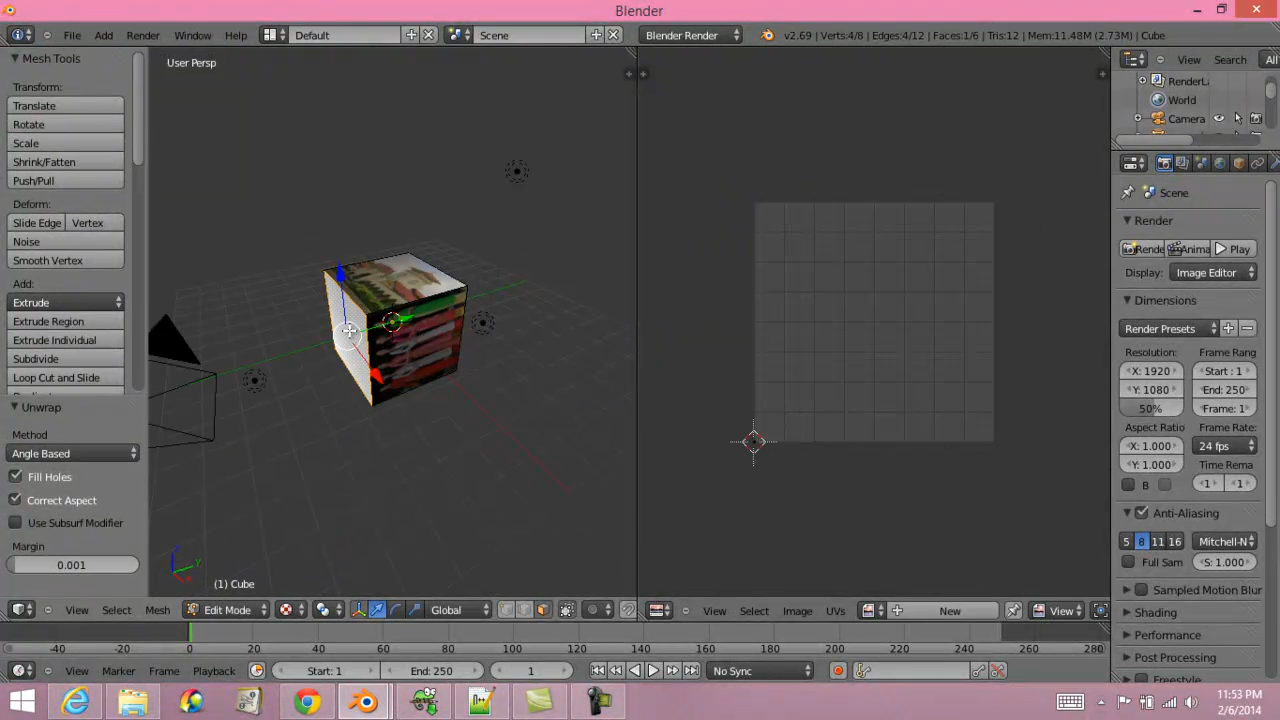 Blender
File Add Render Window Help Default Scene Blender Render v2.69 | Verts:4/8 | Edges:4/12 | Faces:1/6 | Tris:12 | Mem:11.48M (2.73M) | Cube
Mesh Tools
Transform:
Translate
Rotate
Scale
Shrink/Fatten
Push/Pull
Deform:
Slide Edge Vertex
Noise
Smooth Vertex
Add:
Extrude
Extrude Region
Extrude Individual
Subdivide
Loop Cut and Slide
Unwrap
Method
Angle Based
Fill Holes
Correct Aspect
Use Subsurf Modifier
Margin
0.001
User Persp
(1) Cube
View Select Mesh Edit Mode Global
View Select Image UVs New View
View Search All
RenderLa
World
Camera
Scene
Render
Rende Anima Play
Display: Image Editor
Dimensions
Render Presets
Resolution: Frame Rang
X: 1920 Start: 1
Y: 1080 End: 250
50% Frame: 1
Aspect Ratio Frame Rate:
X: 1.000 24 fps
Y: 1.000 Time Rema
B 1 1
Anti-Aliasing
5 8 11 16 Mitchell-N
Full Sam S: 1.000
Sampled Motion Blur
Shading
Performance
Post Processing
Freestyle
-40 -20 0 20 40 60 80 100 120 140 160 180 200 220 240 260 280
View Marker Frame Playback Start: 1 End: 250 1 No Sync
11:53 PM
2/6/2014